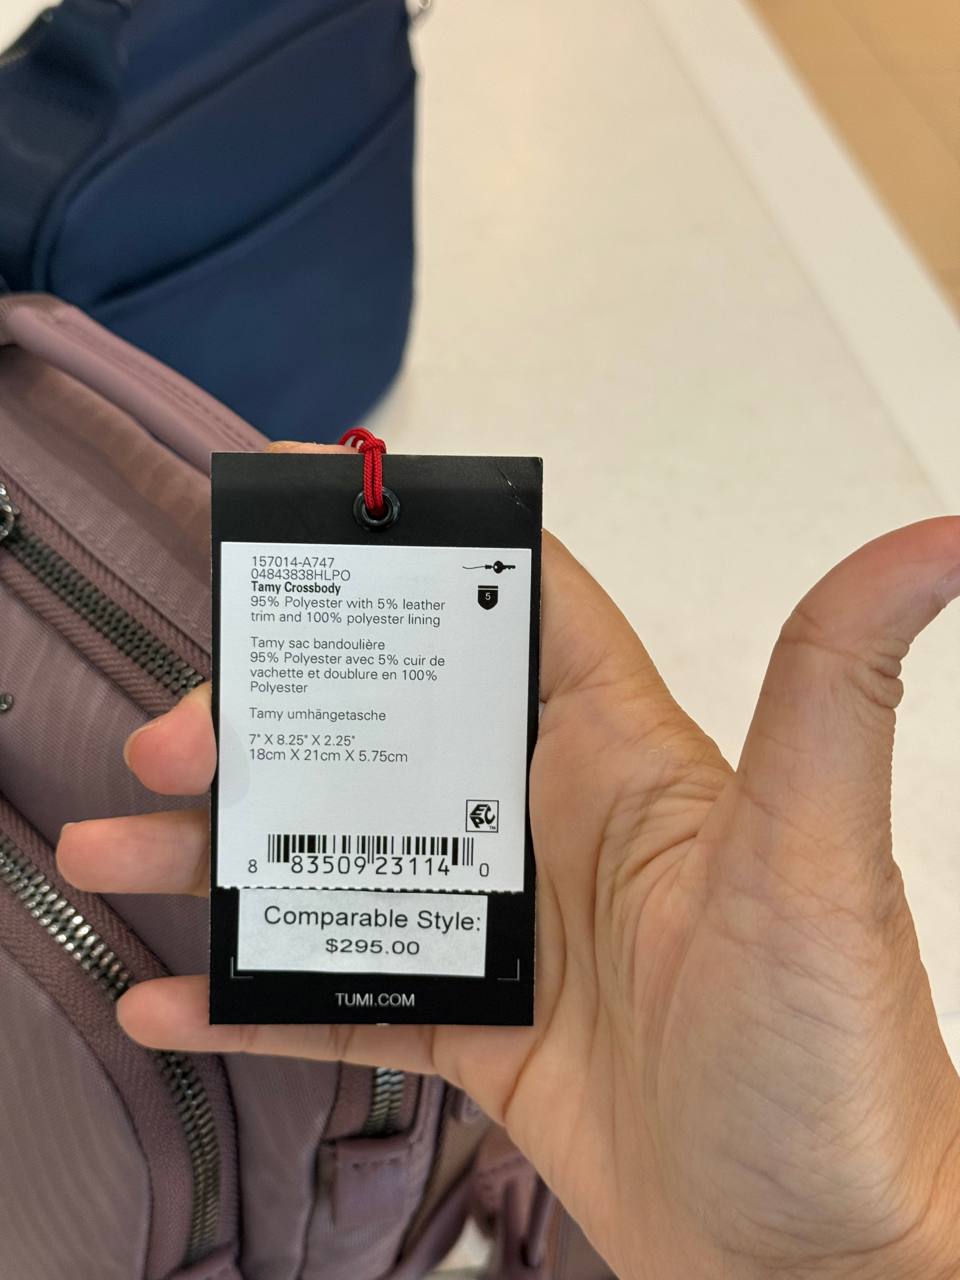 157014-A747
04843838HLPO
Tamy Crossbody
95% Polyester with 5% leather
trim and 100% polyester lining
5
Tamy sac bandoulière
95% Polyester avec 5% cuir de
vachette et doublure en 100%
Polyester
Tamy umhängetasche
7" X 8.25" X 2.25"
18cm X 21cm X 5.75cm
EPC™
8 83509 23114 0
Comparable Style:
$295.00
TUMI.COM